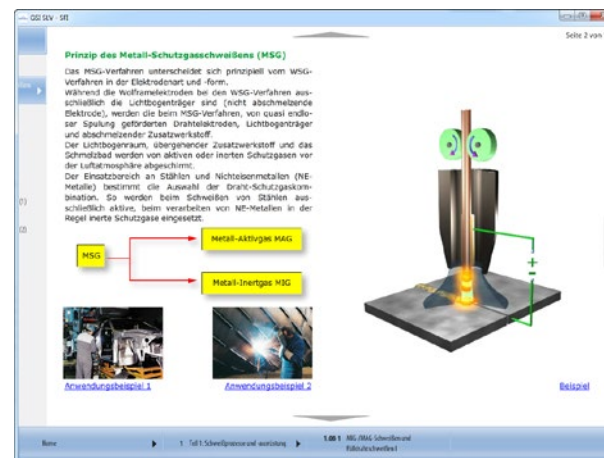 GSI SLV - SfI
Seite 2 von
Prinzip des Metall-Schutzgasschweißens (MSG)
Das MSG-Verfahren unterscheidet sich prinzipiell vom WSG-
Verfahren in der Elektrodenart und -form.
Während die Wolframelektroden bei den WSG-Verfahren aus-
schließlich die Lichtbogenträger sind (nicht abschmelzende
Elektrode), werden die beim MSG-Verfahren, von quasi endlo-
ser Spulung geförderten Drahtelektroden, Lichtbogenträger
und abschmelzender Zusatzwerkstoff.
Der Lichtbogenraum, übergehender Zusatzwerkstoff und das
Schmelzbad werden von aktiven oder inerten Schutzgasen vor
der Luftatmosphäre abgeschirmt.
Der Einsatzbereich an Stählen und Nichteisenmetallen (NE-
Metalle) bestimmt die Auswahl der Draht-Schutzgaskom-
bination. So werden beim Schweißen von Stählen aus-
schließlich aktive, beim verarbeiten von NE-Metallen in der
Regel inerte Schutzgase eingesetzt.
MSG
Metall-Aktivgas MAG
Metall-Inertgas MIG
+
-
Anwendungsbeispiel 1
Anwendungsbeispiel 2
Beispiel
Home
1 Teil 1: Schweißprozesse und -ausrüstung
1.08-1 MIG-/MAG-Schweißen und
Fülldrahtschweißen I